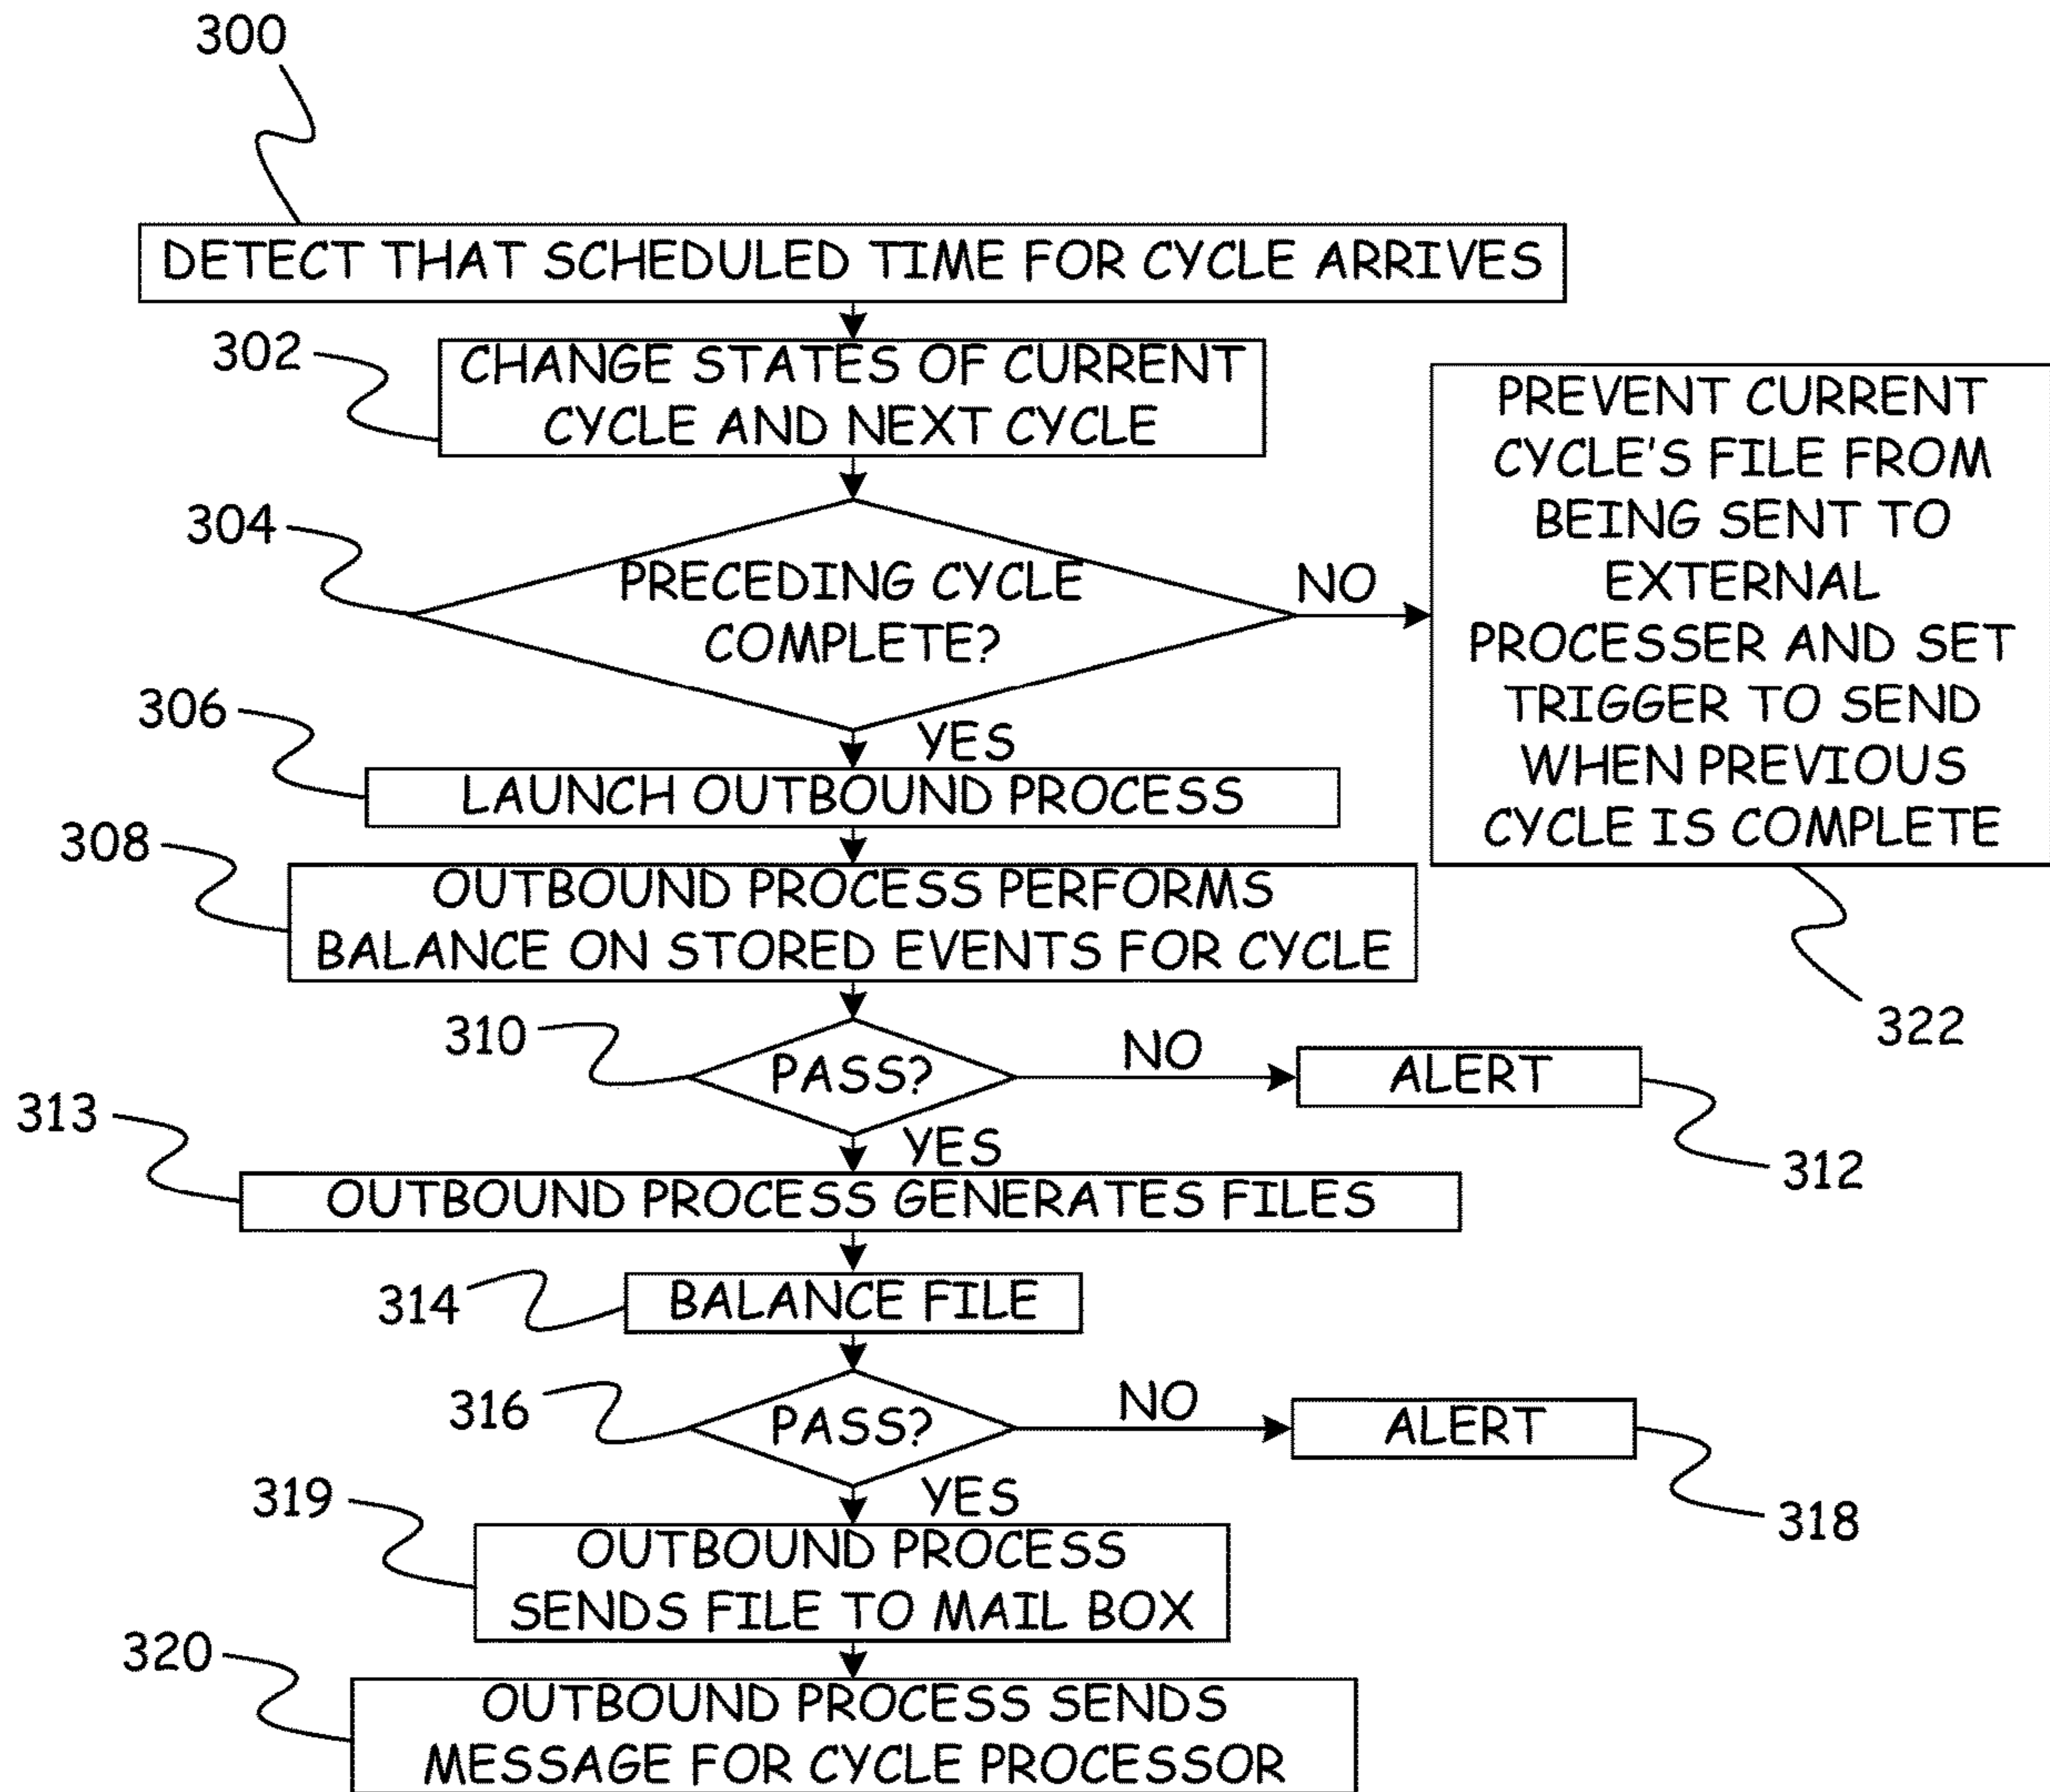 300
DETECT THAT SCHEDULED TIME FOR CYCLE ARRIVES
302
CHANGE STATES OF CURRENT
CYCLE AND NEXT CYCLE
304
PRECEDING CYCLE
COMPLETE?
NO
PREVENT CURRENT
CYCLE'S FILE FROM
BEING SENT TO
EXTERNAL
PROCESSER AND SET
TRIGGER TO SEND
WHEN PREVIOUS
CYCLE IS COMPLETE
322
YES
306
LAUNCH OUTBOUND PROCESS
308
OUTBOUND PROCESS PERFORMS
BALANCE ON STORED EVENTS FOR CYCLE
310
PASS?
NO
ALERT
312
YES
313
OUTBOUND PROCESS GENERATES FILES
314
BALANCE FILE
316
PASS?
NO
ALERT
318
YES
319
OUTBOUND PROCESS
SENDS FILE TO MAIL BOX
320
OUTBOUND PROCESS SENDS
MESSAGE FOR CYCLE PROCESSOR